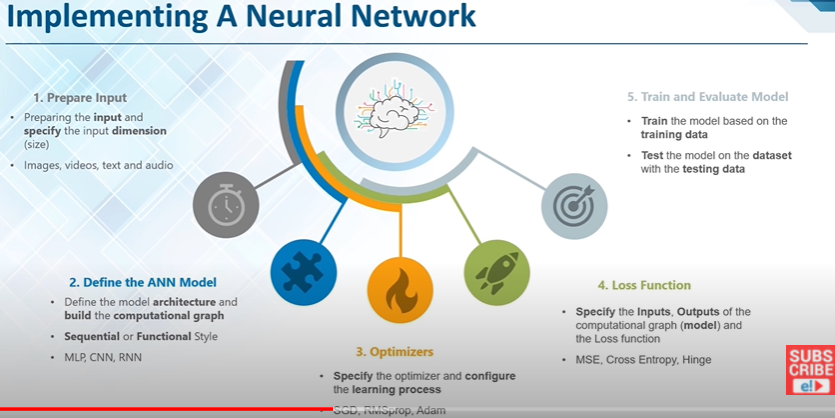 Implementing A Neural Network
1. Prepare Input
• Preparing the input and
specify the input dimension
(size)
• Images, videos, text and audio
2. Define the ANN Model
• Define the model architecture and
build the computational graph
• Sequential or Functional Style
• MLP, CNN, RNN
3. Optimizers
• Specify the optimizer and configure
the learning process
• SGD, RMSprop, Adam
4. Loss Function
• Specify the Inputs, Outputs of the
computational graph (model) and
the Loss function
• MSE, Cross Entropy, Hinge
5. Train and Evaluate Model
• Train the model based on the
training data
• Test the model on the dataset
with the testing data
SUBS
CRIBE
e!